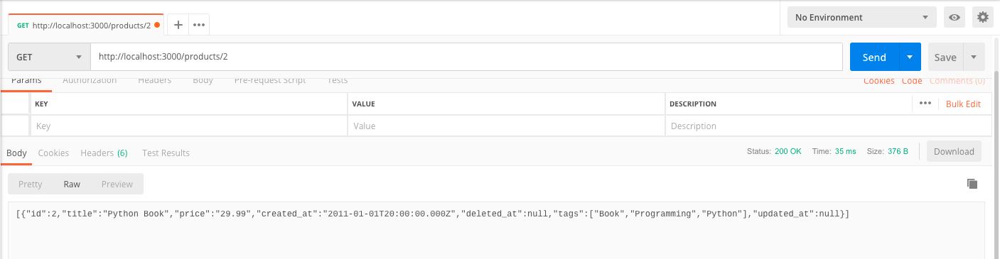 GET http://localhost:3000/products/2
No Environment
GET http://localhost:3000/products/2 Send Save
Params Authorization Headers Body Pre-request Script Tests Cookies Code Comments (0)
KEY VALUE DESCRIPTION Bulk Edit
Key Value Description
Body Cookies Headers (6) Test Results Status: 200 OK Time: 35 ms Size: 376 B Download
Pretty Raw Preview
[{"id":2,"title":"Python Book","price":"29.99","created_at":"2011-01-01T20:00:00.000Z","deleted_at":null,"tags":["Book","Programming","Python"],"updated_at":null}]